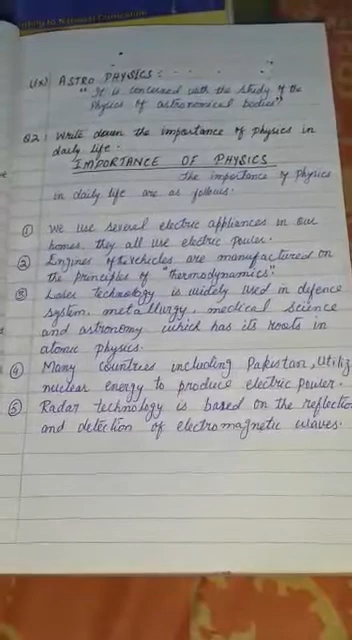 to National Curriculum
(ix) ASTRO PHYSICS:
"It is concerned with the study of the
Physics of astronomical bodies"
Q2: Write down the importance of physics in
daily life.
IMPORTANCE OF PHYSICS
The importance of physics
in daily life are as follows.
① We use several electric appliances in our
homes, they all use electric power.
② Engines of vehicles are manufactured on
the principles of "thermodynamics".
③ Laser technology is widely used in defence
system, metallurgy, medical science
and astronomy which has its roots in
atomic physics.
④ Many countries including Pakistan, Utiliz
nuclear energy to produce electric power.
⑤ Radar technology is based on the reflection
and detection of electromagnetic waves.